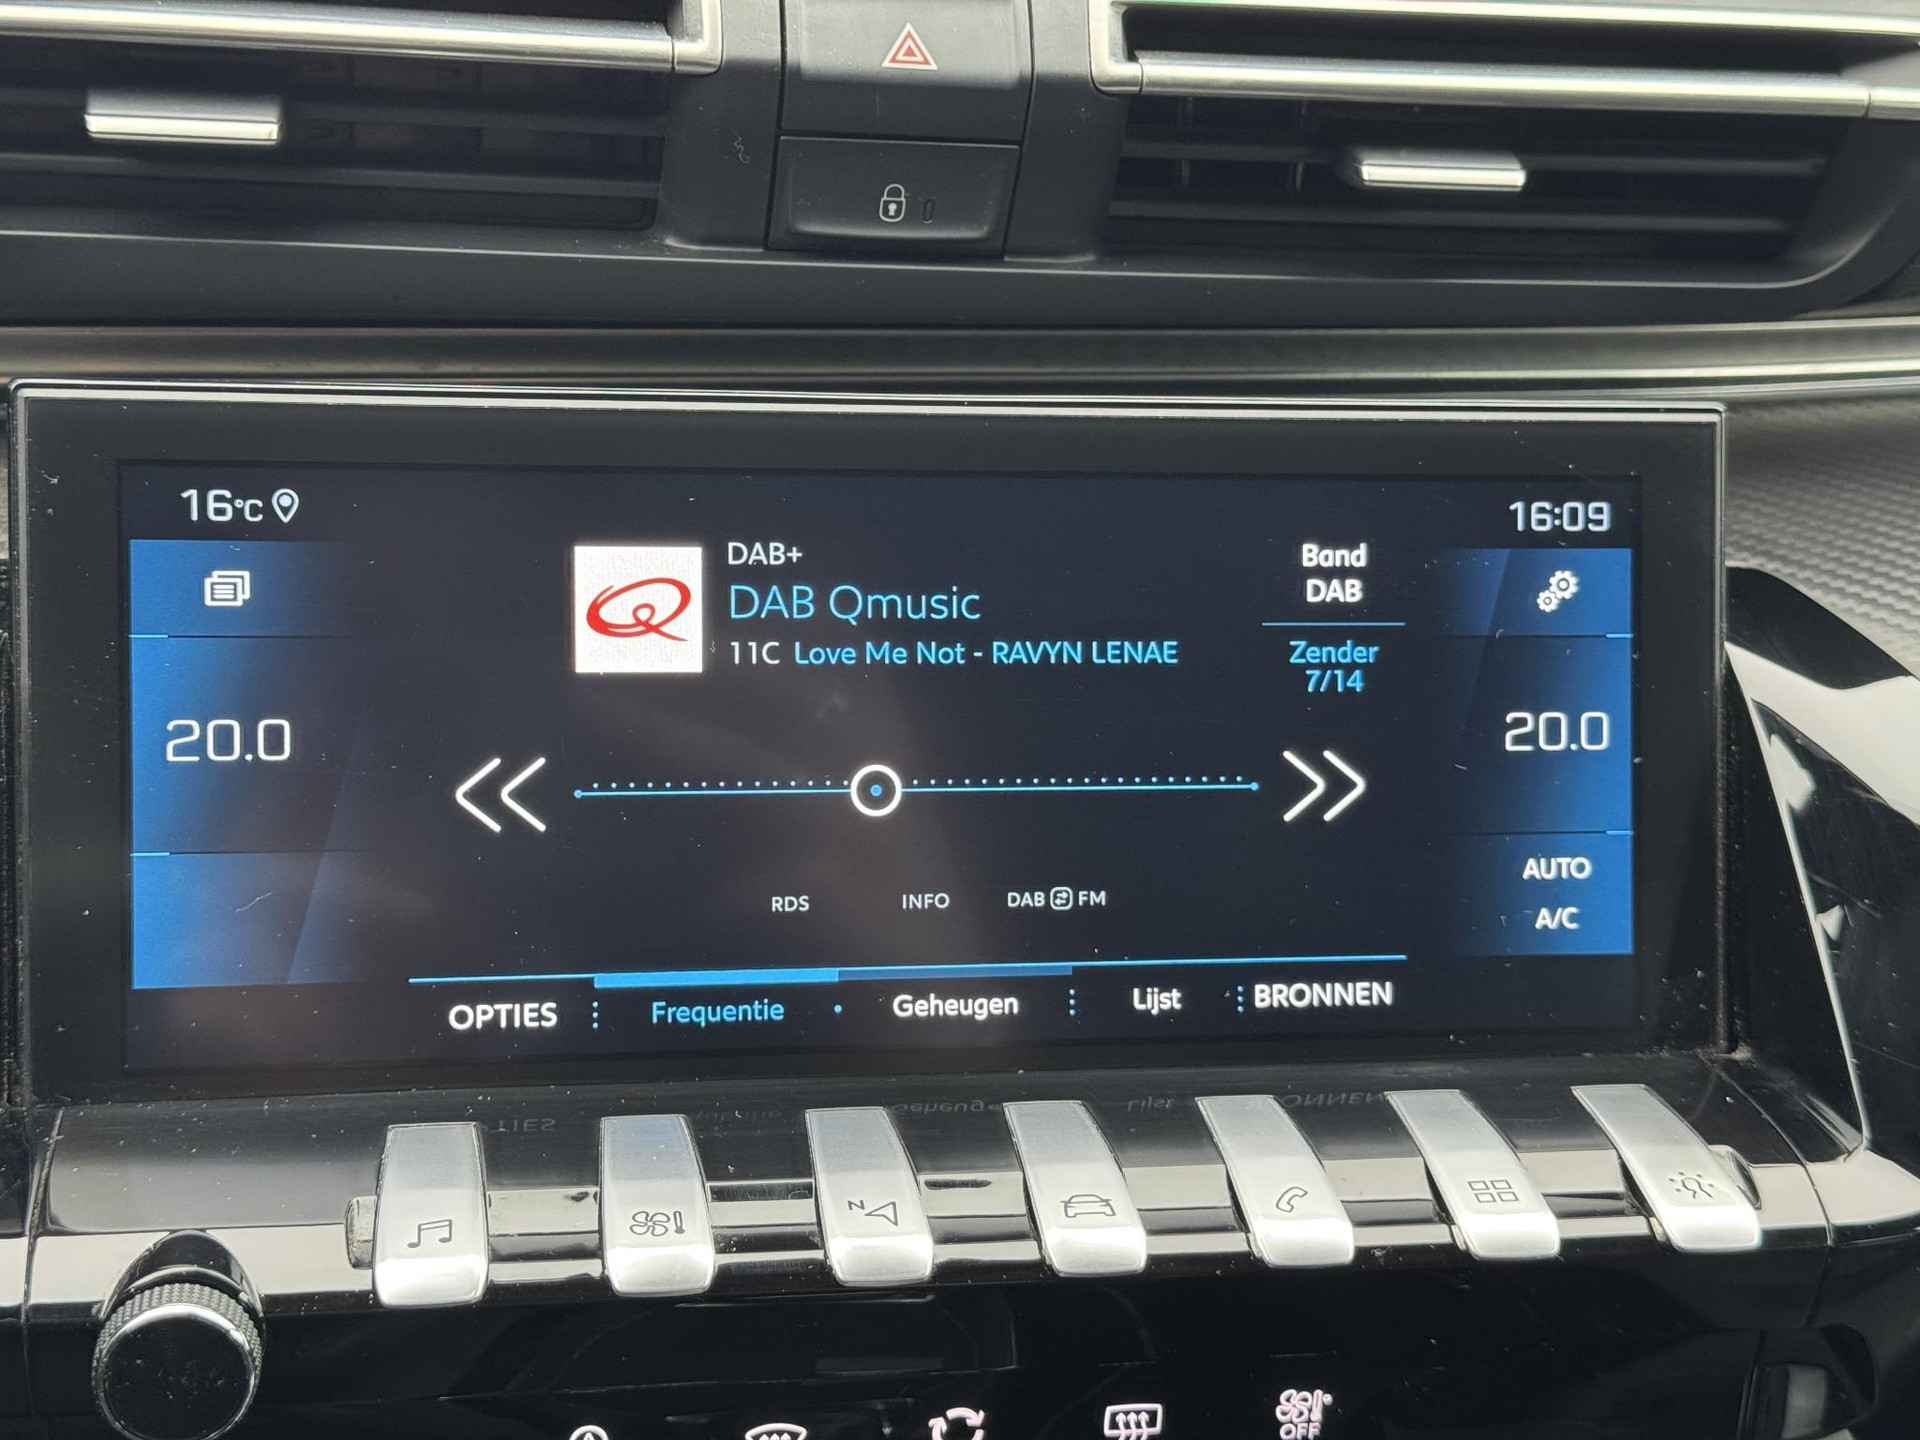 16°C
16:09
DAB+
DAB Qmusic
11C Love Me Not - RAVYN LENAE
Band
DAB
Zender
7/14
20.0
20.0
RDS
INFO
DAB FM
AUTO
A/C
OPTIES
Frequentie
Geheugen
Lijst
BRONNEN
N
OFF